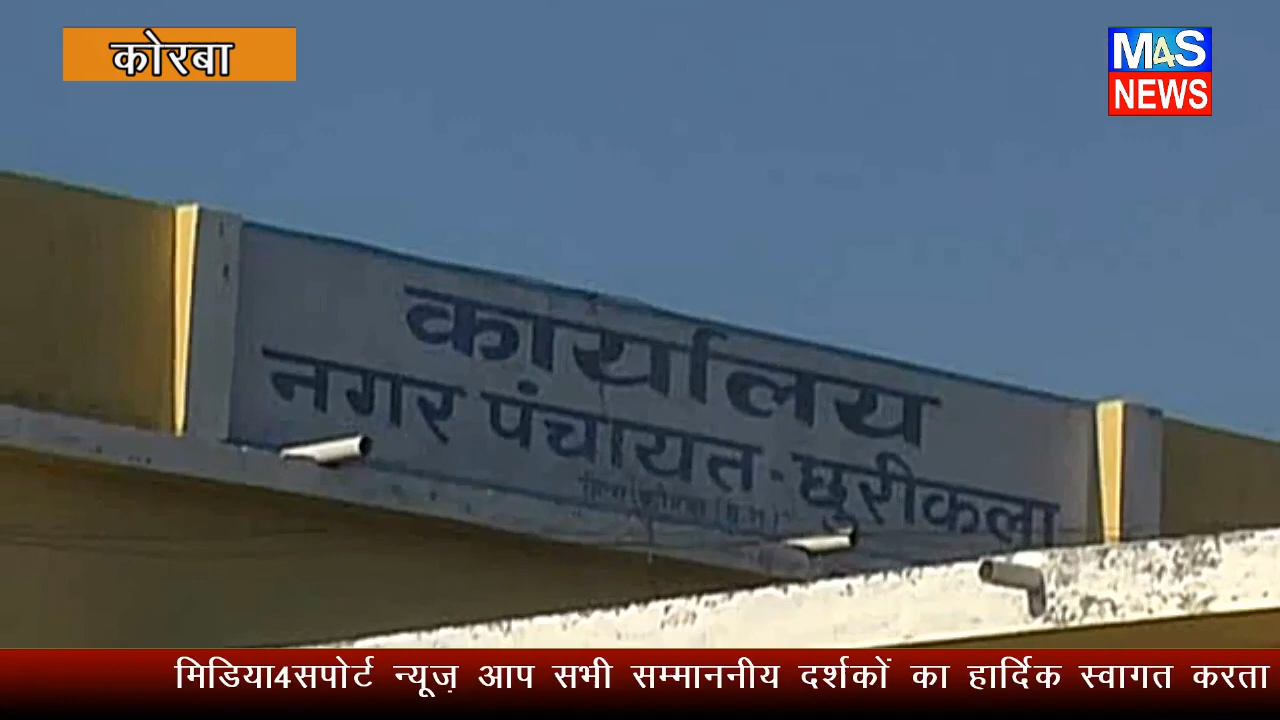 कोरबा
M4S
NEWS
कार्यालय
नगर पंचायत - छुरीकला
मिडिया4सपोर्ट न्यूज़ आप सभी सम्माननीय दर्शकों का हार्दिक स्वागत करता